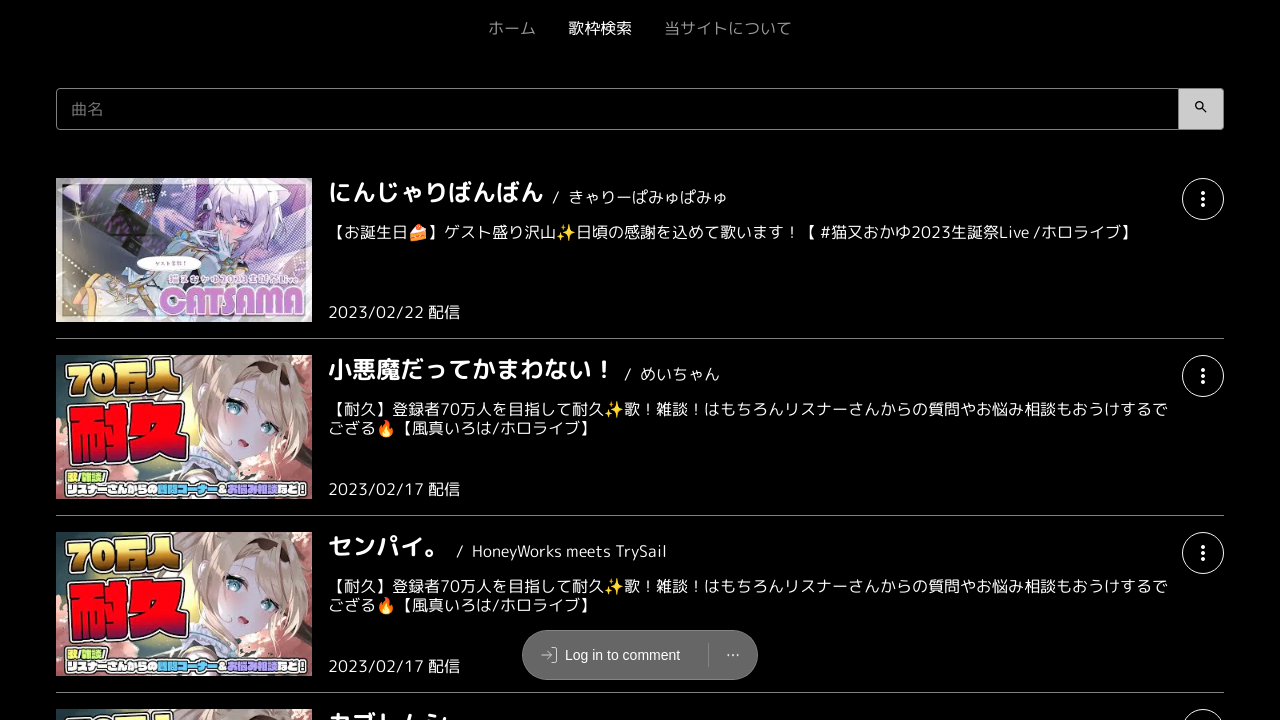 ホーム 歌枠検索 当サイトについて
曲名
にんじゃりばんばん / きゃりーぱみゅぱみゅ
【お誕生日🍰】ゲスト盛り沢山✨日頃の感謝を込めて歌います！【 #猫又おかゆ2023生誕祭Live /ホロライブ】
猫又おかゆ2023生誕祭Live
CATSAMA
2023/02/22 配信
小悪魔だってかまわない！ / めいちゃん
【耐久】登録者70万人を目指して耐久✨歌！雑談！はもちろんリスナーさんからの質問やお悩み相談もおうけするで
ござる🔥【風真いろは/ホロライブ】
70万人
耐久
歌/雑談/
リスナーさんからの質問コーナー&お悩み相談など！
2023/02/17 配信
センパイ。 / HoneyWorks meets TrySail
【耐久】登録者70万人を目指して耐久✨歌！雑談！はもちろんリスナーさんからの質問やお悩み相談もおうけするで
ござる🔥【風真いろは/ホロライブ】
70万人
耐久
歌/雑談/
リスナーさんからの質問コーナー&お悩み相談など！
2023/02/17 配信
Log in to comment